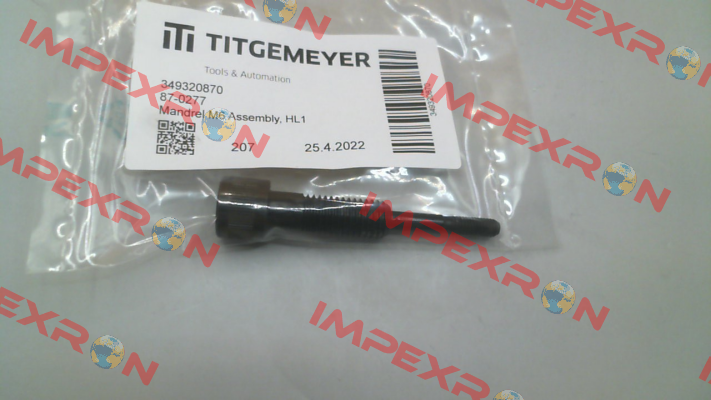 TITGEMEYER
Tools & Automation
349320870
87-0277
Mandrel M6 Assembly, HL1
207 25.4.2022
IMPEXRON
IMPEXRON
IMPEXRON
IMPEXRON
IMPEXRON
IMPEXRON
IMPEXRON